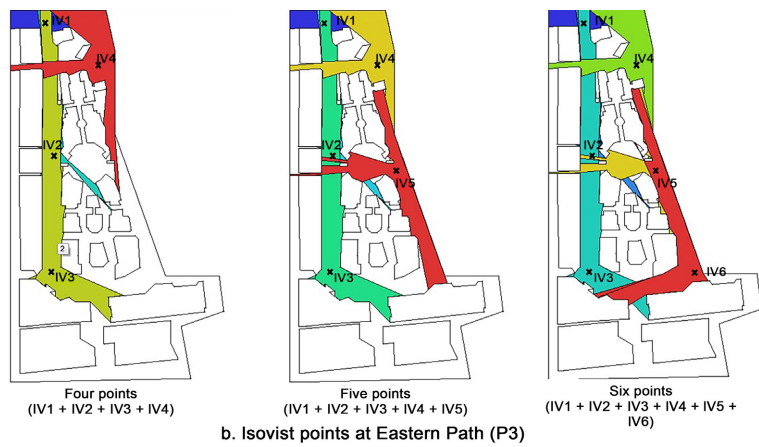 IV1
IV4
IV2
2
IV3
Four points
(IV1 + IV2 + IV3 + IV4)
IV1
IV4
IV2
IV5
IV3
Five points
(IV1 + IV2 + IV3 + IV4 + IV5)
IV1
IV4
IV2
IV5
IV3
IV6
Six points
(IV1 + IV2 + IV3 + IV4 + IV5 +
IV6)
b. Isovist points at Eastern Path (P3)